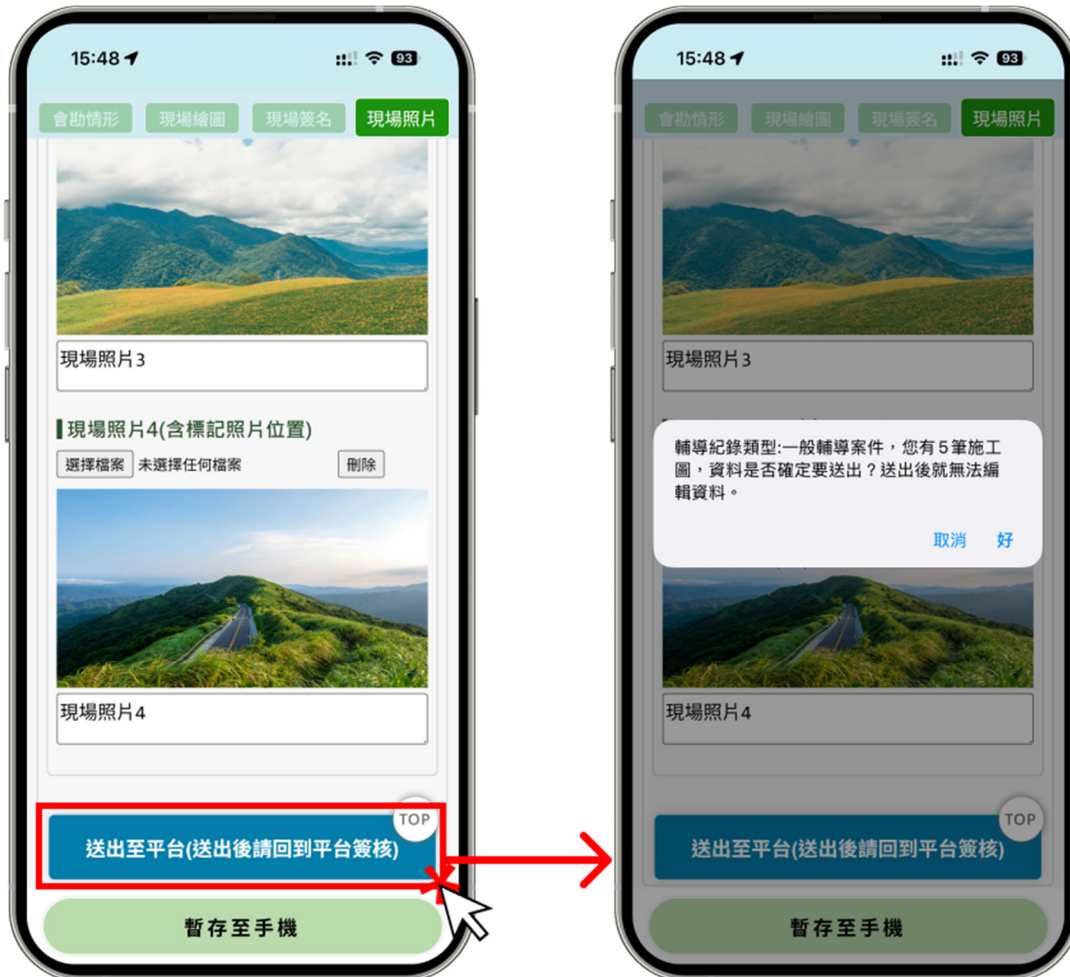 15:48
93
會勘情形 現場繪圖 現場簽名 現場照片
現場照片3
現場照片4(含標記照片位置)
選擇檔案 未選擇任何檔案 刪除
現場照片4
TOP
送出至平台(送出後請回到平台簽核)
暫存至手機
15:48
93
會勘情形 現場繪圖 現場簽名 現場照片
現場照片3
輔導紀錄類型:一般輔導案件，您有5筆施工
圖，資料是否確定要送出？送出後就無法編
輯資料。
取消 好
現場照片4
TOP
送出至平台(送出後請回到平台簽核)
暫存至手機